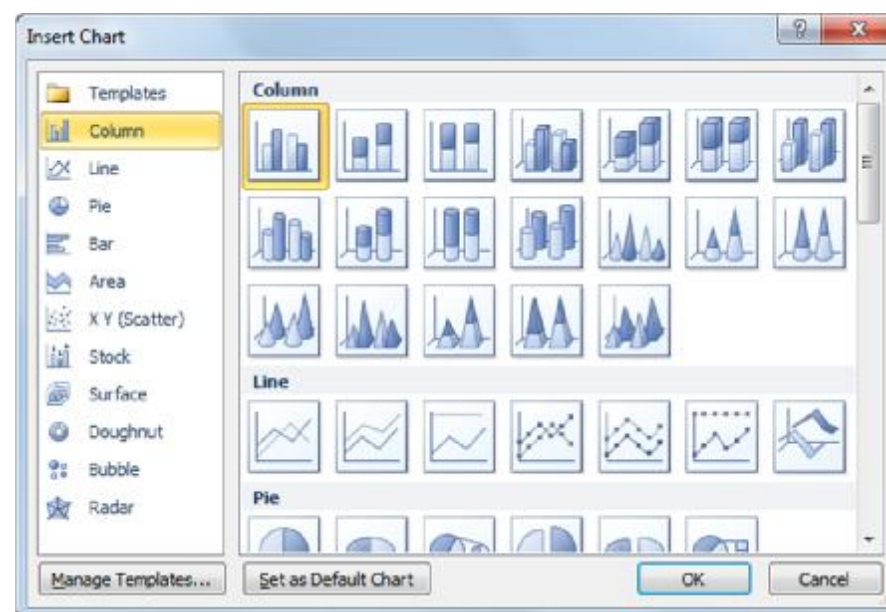 Insert Chart
Templates
Column
Line
Pie
Bar
Area
X Y (Scatter)
Stock
Surface
Doughnut
Bubble
Radar
Column
Line
Pie
Manage Templates...
Set as Default Chart
OK
Cancel